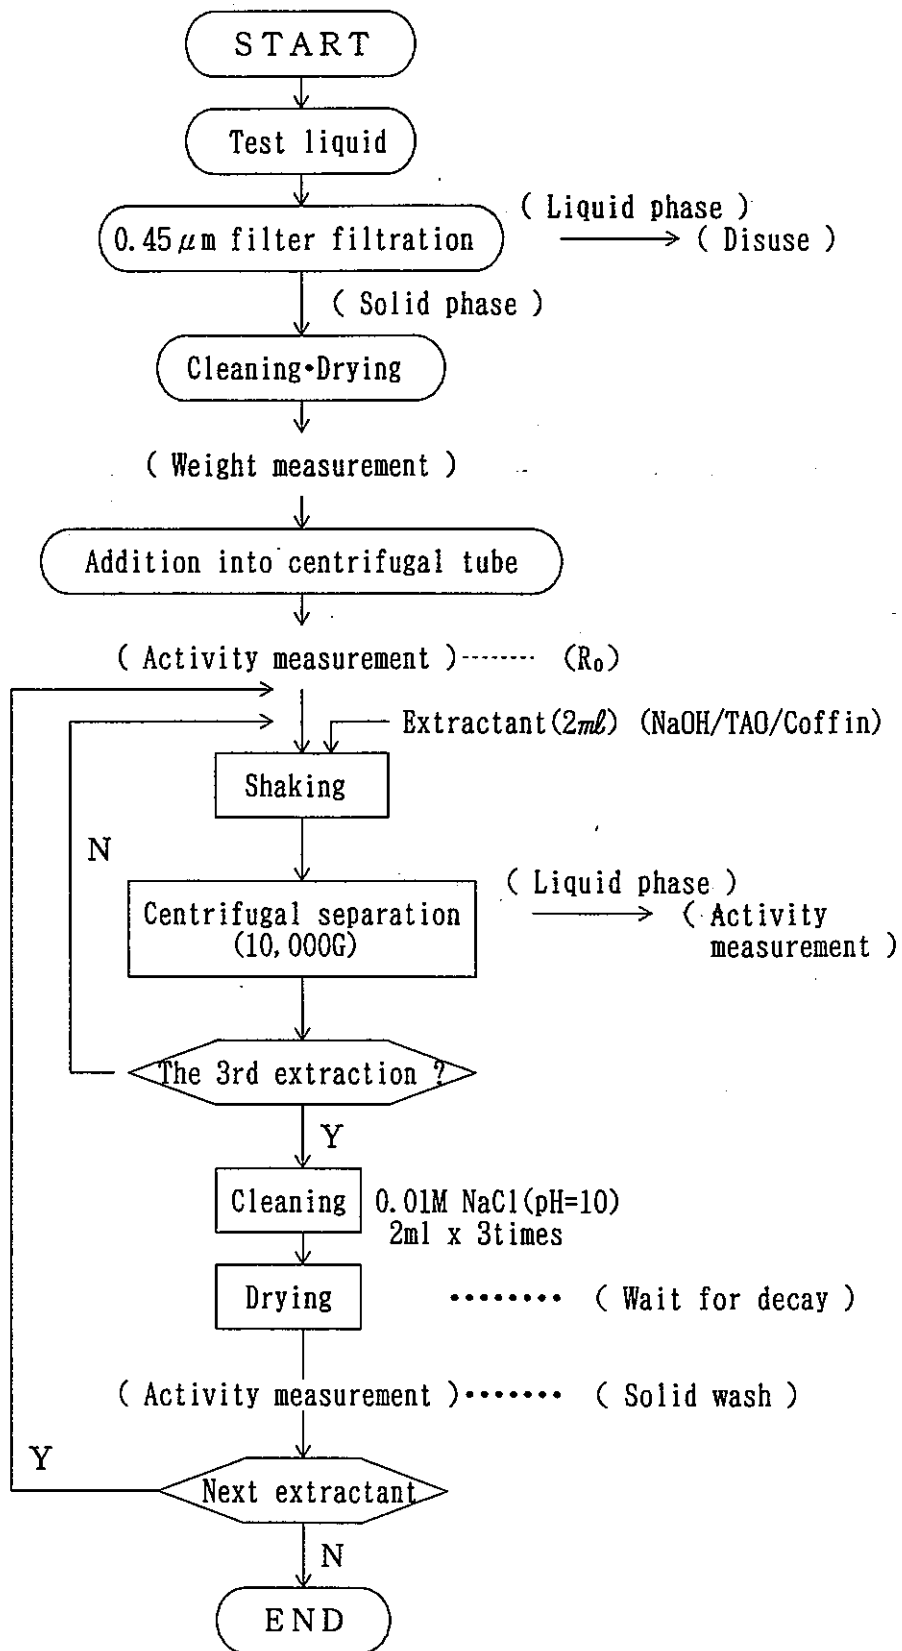 START
Test liquid
0.45μm filter filtration
( Liquid phase )
( Disuse )
( Solid phase )
Cleaning•Drying
( Weight measurement )
Addition into centrifugal tube
( Activity measurement )-------- (R₀)
Extractant(2mℓ) (NaOH/TAO/Coffin)
Shaking
N
Centrifugal separation
(10,000G)
( Liquid phase )
( Activity
measurement )
The 3rd extraction ?
Y
Cleaning
0.01M NaCl(pH=10)
2ml x 3times
Drying
•••••••• ( Wait for decay )
( Activity measurement )••••••• ( Solid wash )
Y
Next extractant
N
END